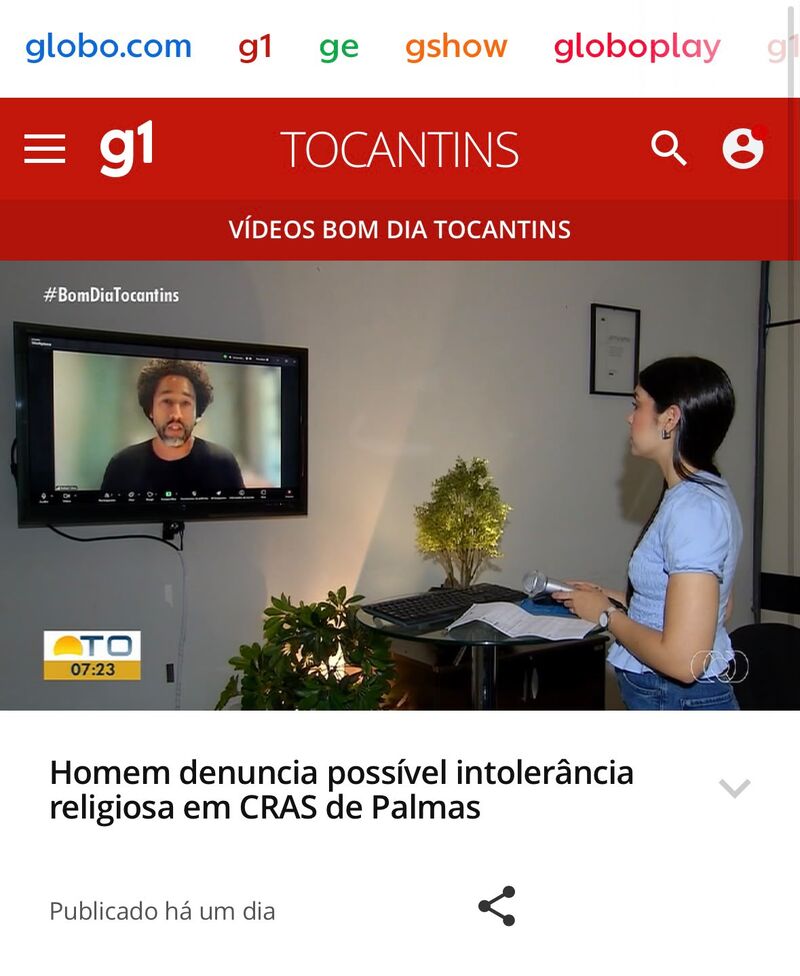 globo.com g1 ge gshow globoplay g1
g1 TOCANTINS
VÍDEOS BOM DIA TOCANTINS
#BomDiaTocantins
TO
07:23
Homem denuncia possível intolerância
religiosa em CRAS de Palmas
Publicado há um dia